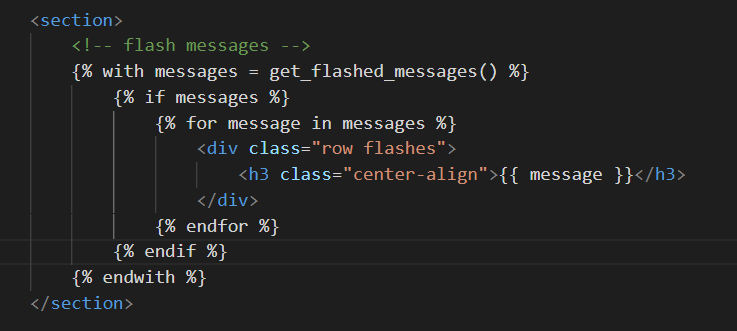 <section>
    <!-- flash messages -->
    {% with messages = get_flashed_messages() %}
        {% if messages %}
            {% for message in messages %}
                <div class="row flashes">
                    <h3 class="center-align">{{ message }}</h3>
                </div>
            {% endfor %}
        {% endif %}
    {% endwith %}
</section>